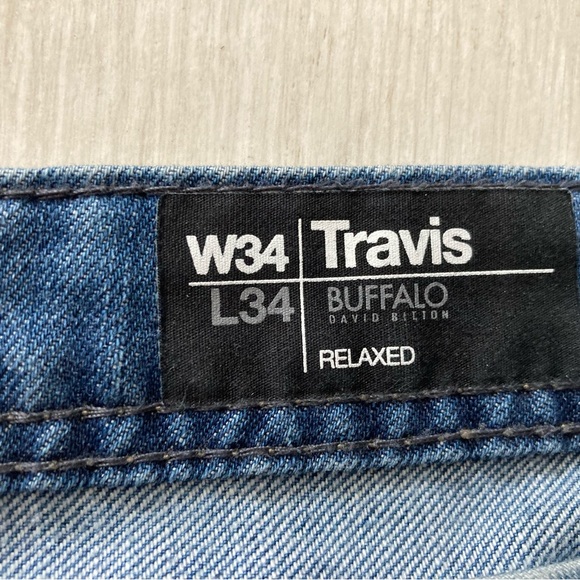 W34 Travis
L34 BUFFALO
DAVID BITTON
RELAXED